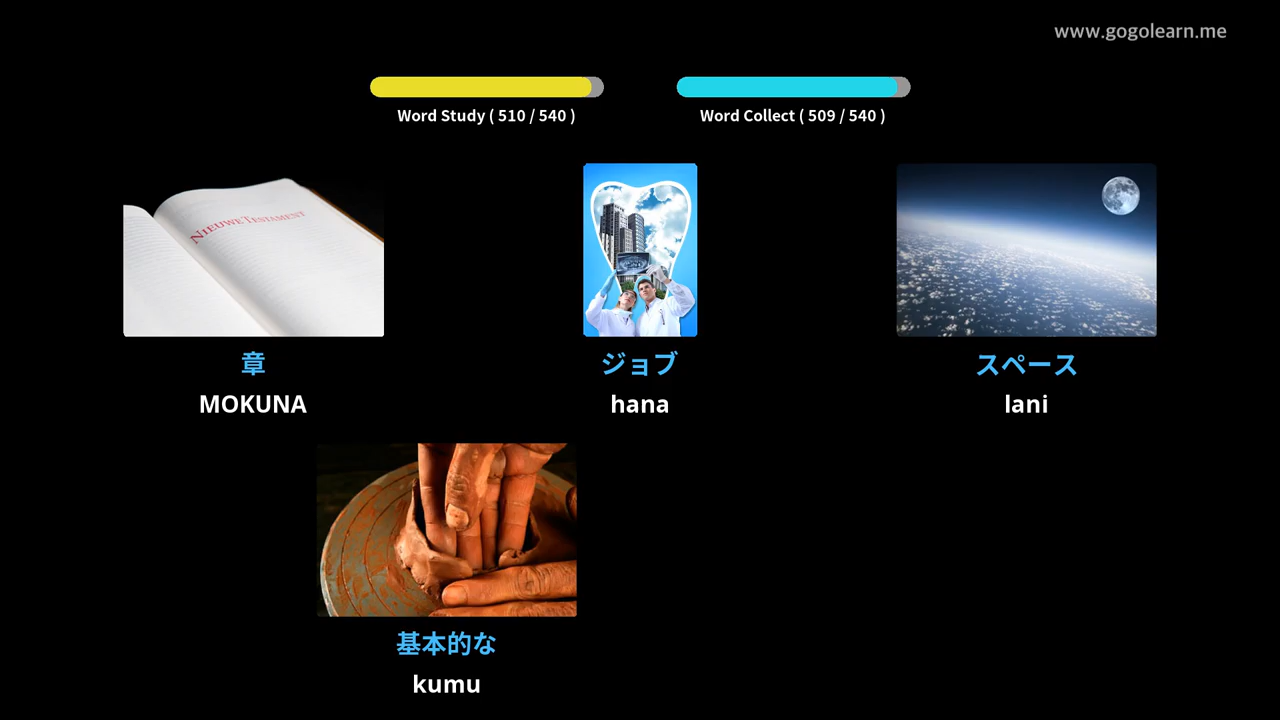 www.gogolearn.me
Word Study ( 510 / 540 )
Word Collect ( 509 / 540 )
NIEUWE TESTAMENT
章
ジョブ
スペース
MOKUNA
hana
lani
基本的な
kumu